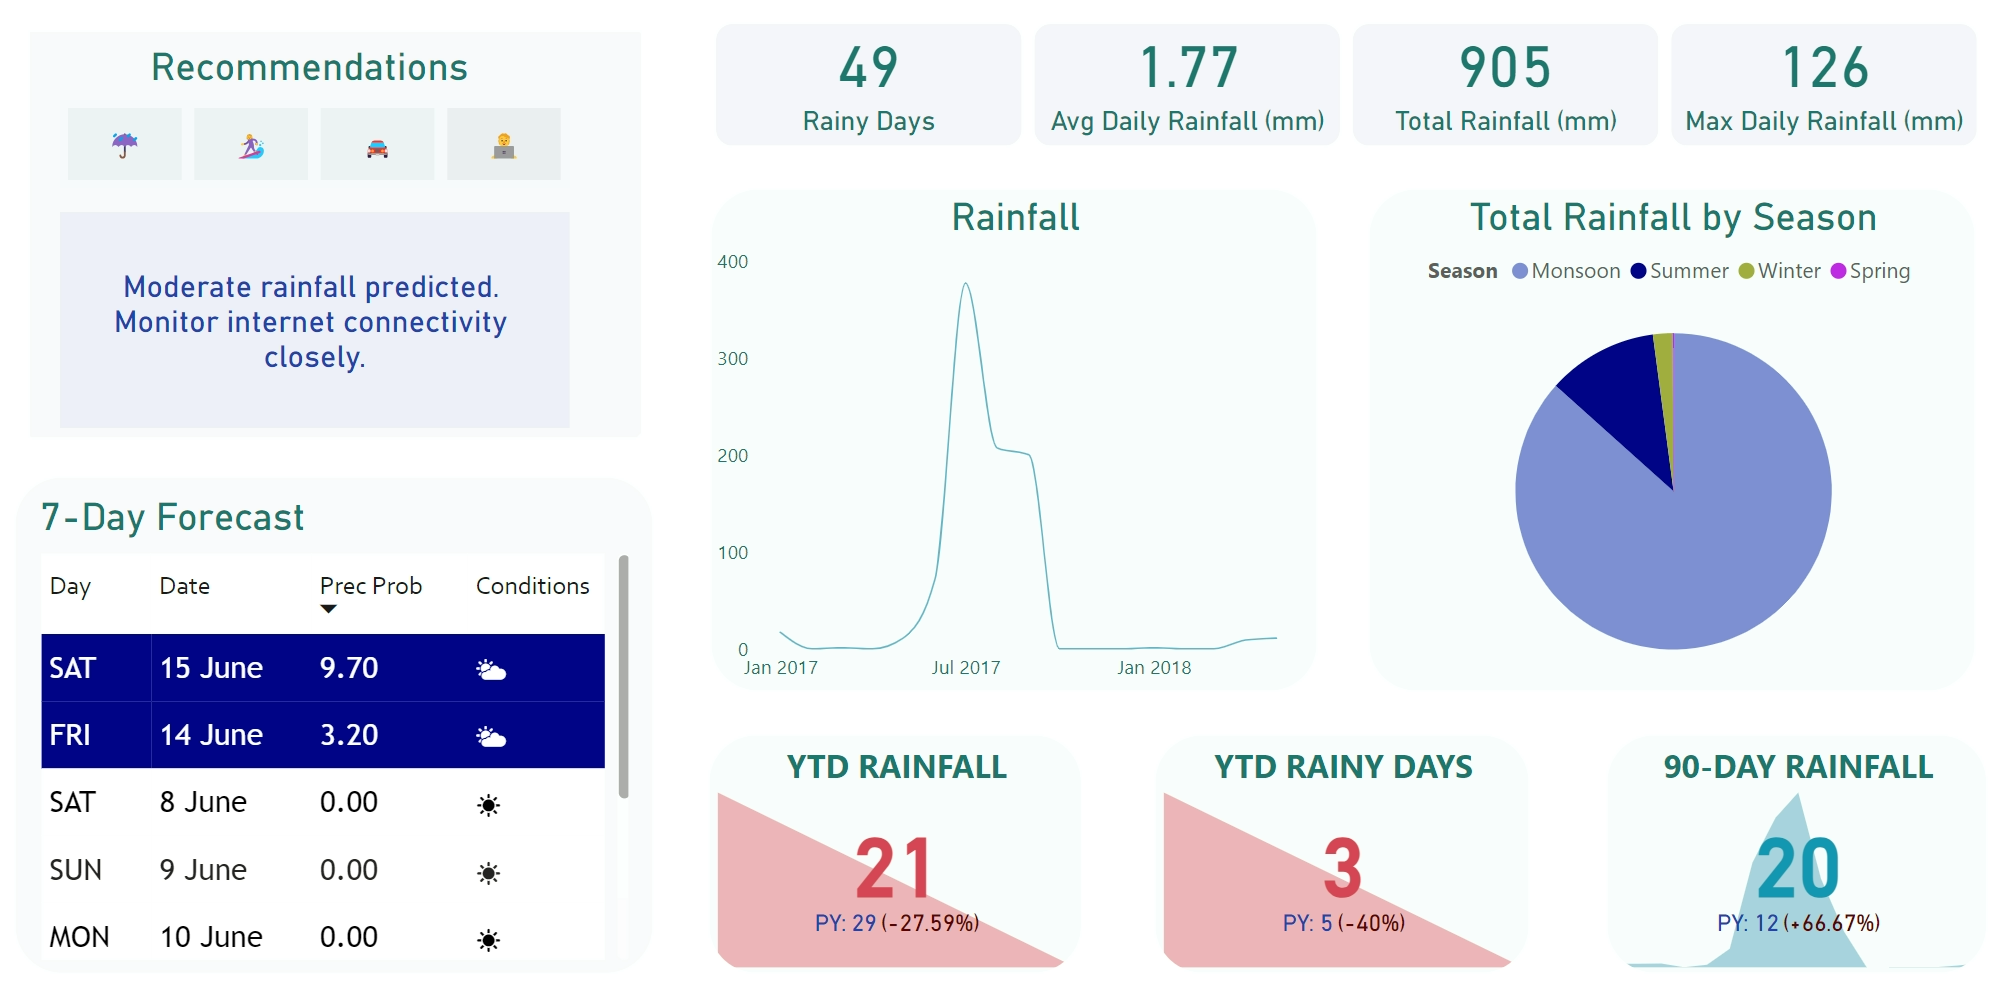 Recommendations
Moderate rainfall predicted.
Monitor internet connectivity
closely.
7-Day Forecast
Day Date Prec Prob Conditions
SAT 15 June 9.70
FRI 14 June 3.20
SAT 8 June 0.00
SUN 9 June 0.00
MON 10 June 0.00
49
Rainy Days
1.77
Avg Daily Rainfall (mm)
905
Total Rainfall (mm)
126
Max Daily Rainfall (mm)
Rainfall
400
300
200
100
0
Jan 2017 Jul 2017 Jan 2018
Total Rainfall by Season
Season Monsoon Summer Winter Spring
YTD RAINFALL
21
PY: 29 (-27.59%)
YTD RAINY DAYS
3
PY: 5 (-40%)
90-DAY RAINFALL
20
PY: 12 (+66.67%)